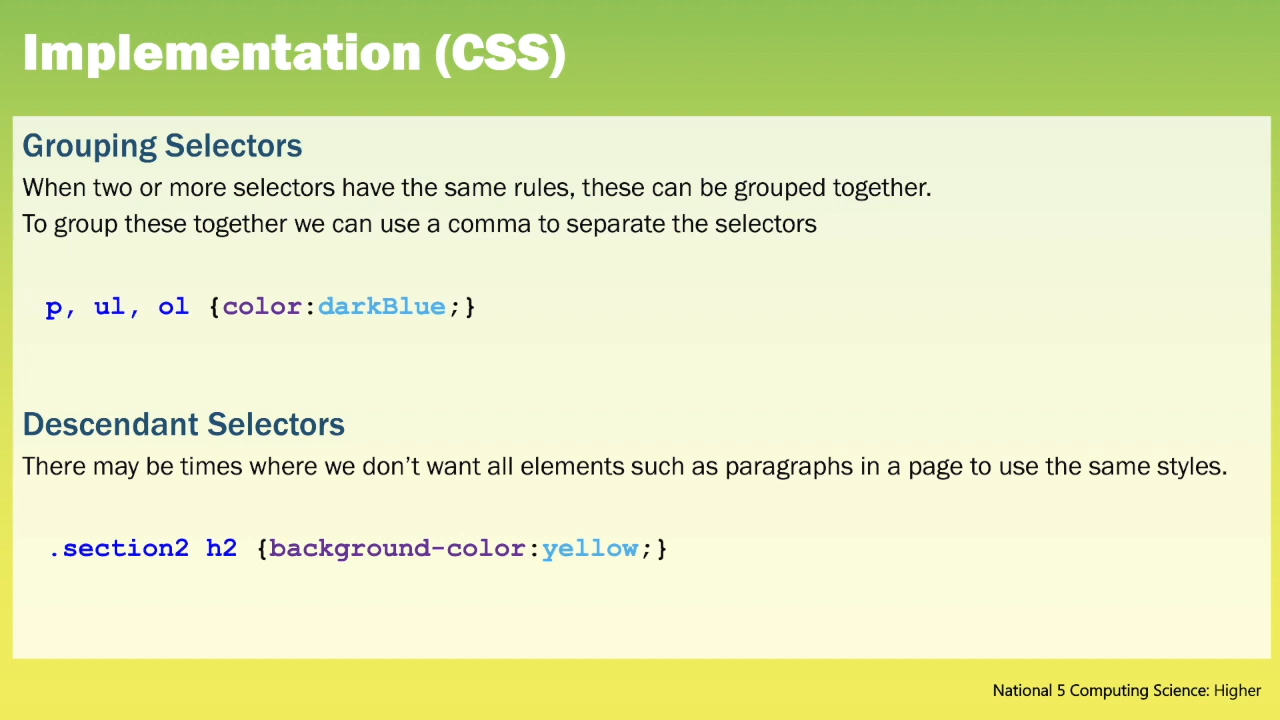 Implementation (CSS)
Grouping Selectors
When two or more selectors have the same rules, these can be grouped together.
To group these together we can use a comma to separate the selectors
p, ul, ol {color:darkBlue;}
Descendant Selectors
There may be times where we don’t want all elements such as paragraphs in a page to use the same styles.
.section2 h2 {background-color:yellow;}
National 5 Computing Science: Higher